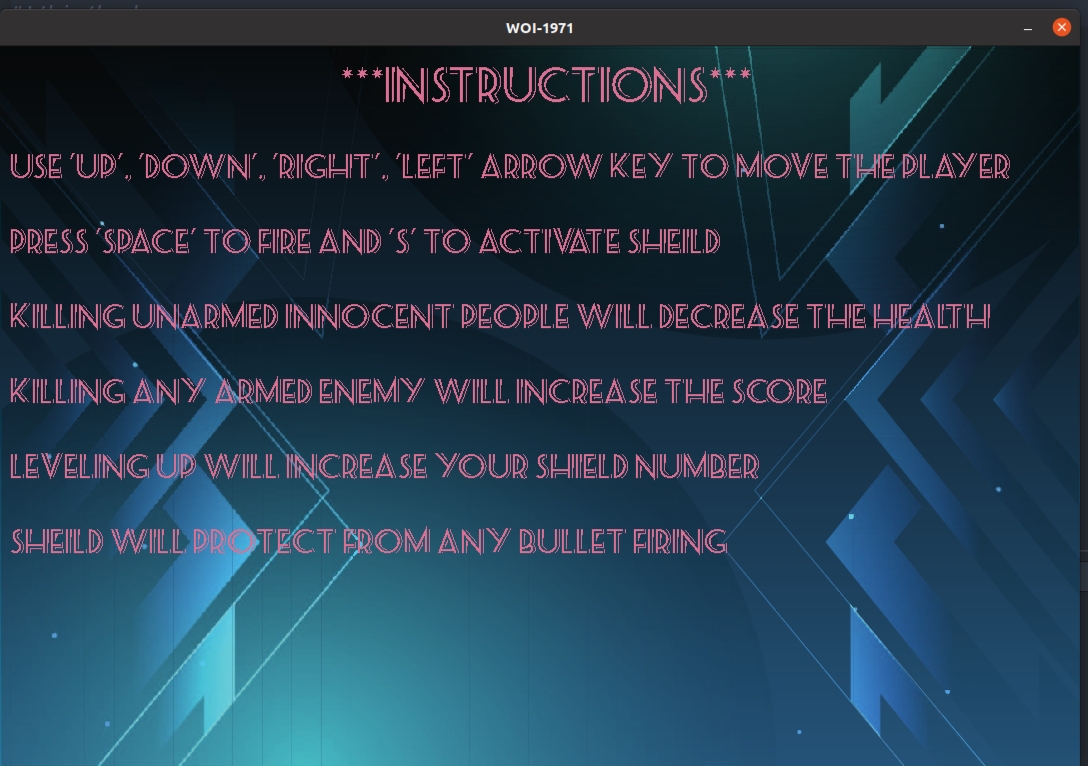 WOI-1971
***INSTRUCTIONS***
USE 'UP', 'DOWN', 'RIGHT', 'LEFT' ARROW KEY TO MOVE THE PLAYER
PRESS 'SPACE' TO FIRE AND 'S' TO ACTIVATE SHEILD
KILLING UNARMED INNOCENT PEOPLE WILL DECREASE THE HEALTH
KILLING ANY ARMED ENEMY WILL INCREASE THE SCORE
LEVELING UP WILL INCREASE YOUR SHIELD NUMBER
SHEILD WILL PROTECT FROM ANY BULLET FIRING